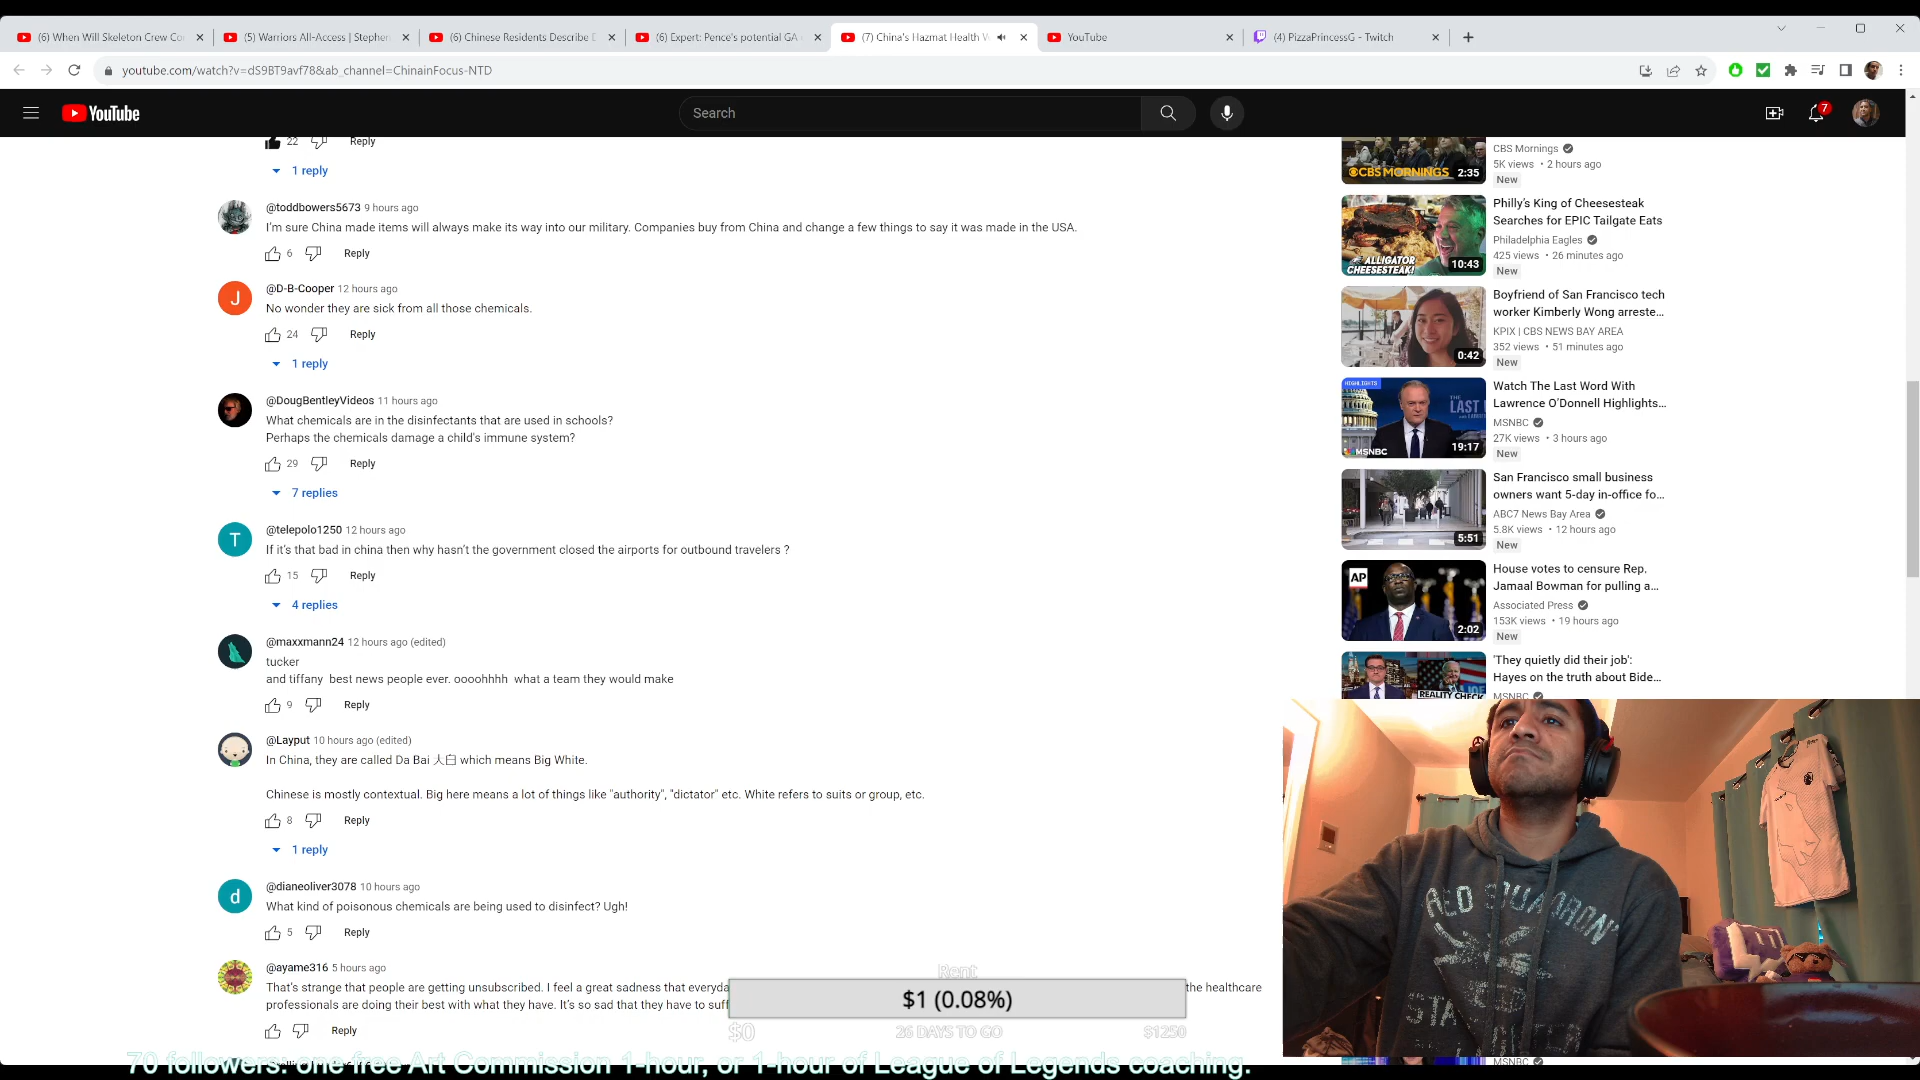 (6) When Will Skeleton Crew Co
(5) Warriors All-Access | Stephen
(6) Chinese Residents Describe D
(6) Expert: Pence's potential GA
(7) China's Hazmat Health W
YouTube
(4) PizzaPrincessG - Twitch
youtube.com/watch?v=dS9BT9avf78&ab_channel=ChinainFocus-NTD
YouTube
Search
7
22 Reply
1 reply
@toddbowers5673 9 hours ago
I'm sure China made items will always make its way into our military. Companies buy from China and change a few things to say it was made in the USA.
6 Reply
J
@D-B-Cooper 12 hours ago
No wonder they are sick from all those chemicals.
24 Reply
1 reply
@DougBentleyVideos 11 hours ago
What chemicals are in the disinfectants that are used in schools?
Perhaps the chemicals damage a child's immune system?
29 Reply
7 replies
T
@telepolo1250 12 hours ago
If it's that bad in china then why hasn't the government closed the airports for outbound travelers ?
15 Reply
4 replies
@maxxmann24 12 hours ago (edited)
tucker
and tiffany best news people ever. ooohhhh what a team they would make
9 Reply
@Layput 10 hours ago (edited)
In China, they are called Da Bai 人白 which means Big White.
Chinese is mostly contextual. Big here means a lot of things like "authority", "dictator" etc. White refers to suits or group, etc.
8 Reply
1 reply
d
@dianeoliver3078 10 hours ago
What kind of poisonous chemicals are being used to disinfect? Ugh!
5 Reply
@ayame316 5 hours ago
That's strange that people are getting unsubscribed. I feel a great sadness that everyda
the healthcare
professionals are doing their best with what they have. It's so sad that they have to suff
Reply
CBS MORNINGS
2:35
CBS Mornings
5K views • 2 hours ago
New
ALLIGATOR
CHEESESTEAK!
10:43
Philly's King of Cheesesteak
Searches for EPIC Tailgate Eats
Philadelphia Eagles
425 views • 26 minutes ago
New
0:42
Boyfriend of San Francisco tech
worker Kimberly Wong arreste...
KPIX | CBS NEWS BAY AREA
352 views • 51 minutes ago
New
HIGHLIGHTS
THE
LAST
MSNBC
19:17
Watch The Last Word With
Lawrence O'Donnell Highlights...
MSNBC
27K views • 3 hours ago
New
5:51
San Francisco small business
owners want 5-day in-office fo...
ABC7 News Bay Area
5.8K views • 12 hours ago
New
AP
2:02
House votes to censure Rep.
Jamaal Bowman for pulling a...
Associated Press
153K views • 19 hours ago
New
REALITY CHECK
'They quietly did their job':
Hayes on the truth about Bide...
MSNBC
RED SQUADRON
STA
Rent
$1 (0.08%)
$0 26 DAYS TO GO $1250
70 followers: one free Art Commission 1-hour, or 1-hour of League of Legends coaching.
MSNBC